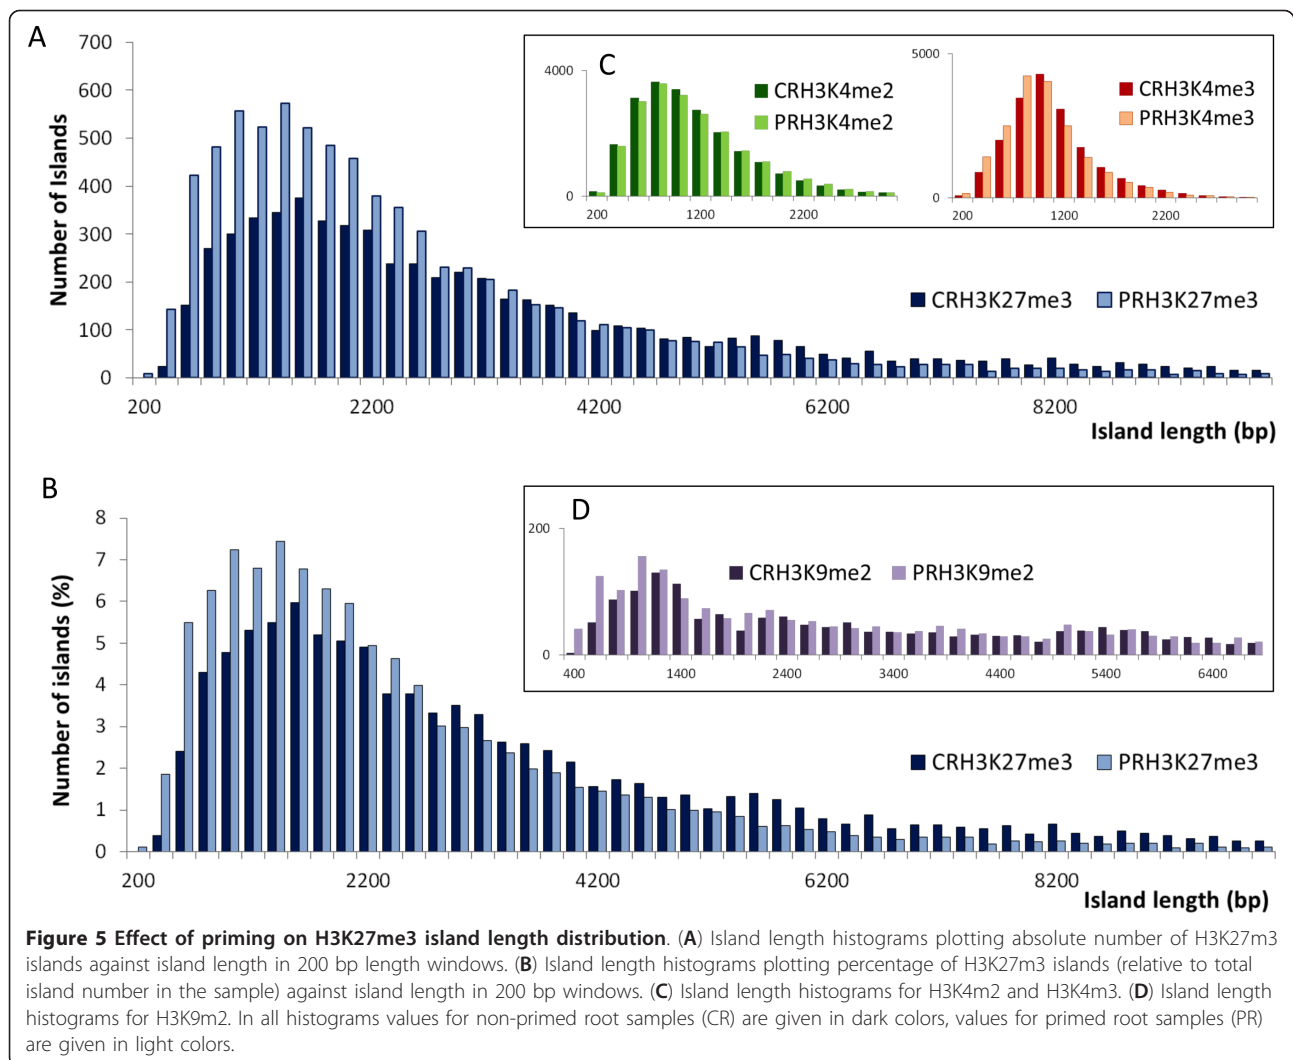 A
700
600
500
400
300
200
100
0
Number of Islands
200
2200
4200
6200
8200
Island length (bp)
CRH3K27me3
PRH3K27me3
C
4000
0
CRH3K4me2
PRH3K4me2
200
1200
2200
5000
0
CRH3K4me3
PRH3K4me3
200
1200
2200
B
8
7
6
5
4
3
2
1
0
Number of islands (%)
200
2200
4200
6200
8200
Island length (bp)
CRH3K27me3
PRH3K27me3
D
200
0
CRH3K9me2
PRH3K9me2
400
1400
2400
3400
4400
5400
6400
Figure 5 Effect of priming on H3K27me3 island length distribution. (A) Island length histograms plotting absolute number of H3K27m3
islands against island length in 200 bp length windows. (B) Island length histograms plotting percentage of H3K27m3 islands (relative to total
island number in the sample) against island length in 200 bp windows. (C) Island length histograms for H3K4m2 and H3K4m3. (D) Island length
histograms for H3K9m2. In all histograms values for non-primed root samples (CR) are given in dark colors, values for primed root samples (PR)
are given in light colors.